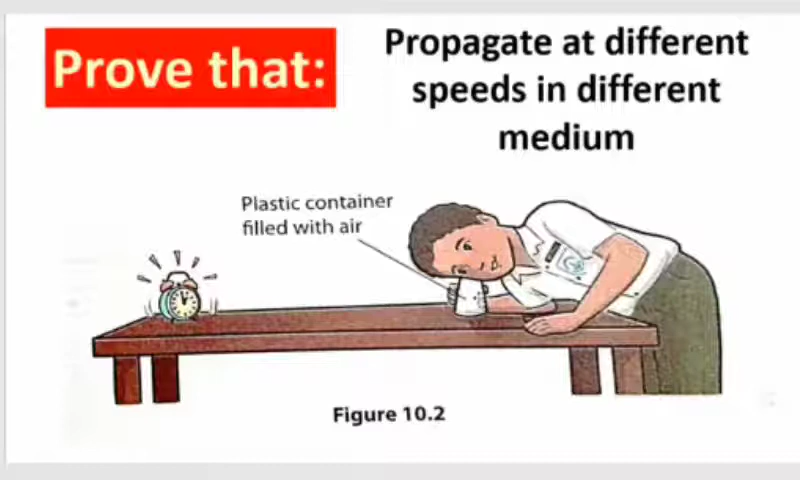 Prove that:
Propagate at different
speeds in different
medium
Plastic container
filled with air
Figure 10.2